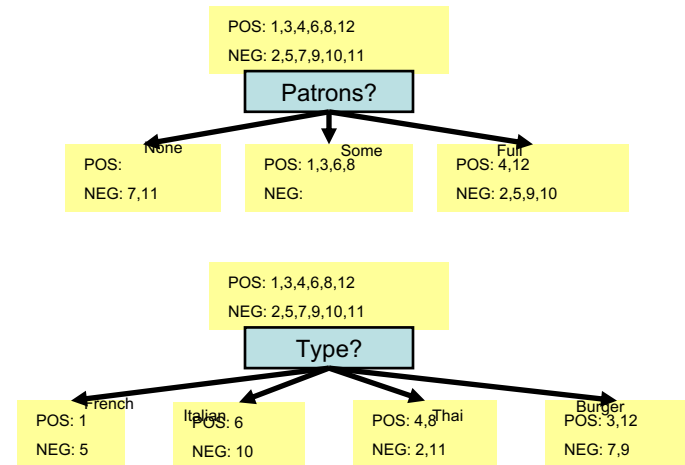 POS: 1,3,4,6,8,12
NEG: 2,5,7,9,10,11
Patrons?
None
Some
Full
POS:
NEG: 7,11
POS: 1,3,6,8
NEG:
POS: 4,12
NEG: 2,5,9,10
POS: 1,3,4,6,8,12
NEG: 2,5,7,9,10,11
Type?
French
Italian
Thai
Burger
POS: 1
NEG: 5
POS: 6
NEG: 10
POS: 4,8
NEG: 2,11
POS: 3,12
NEG: 7,9